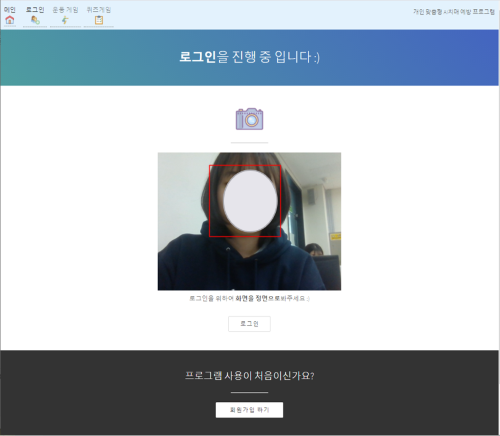 메인 로그인 운동 게임 퀴즈게임
개인 맞춤형 치매 예방 프로그램
로그인을 진행 중 입니다 :)
로그인을 위하여 화면을 정면으로봐주세요 :)
로그인
프로그램 사용이 처음이신가요?
회원가입 하기